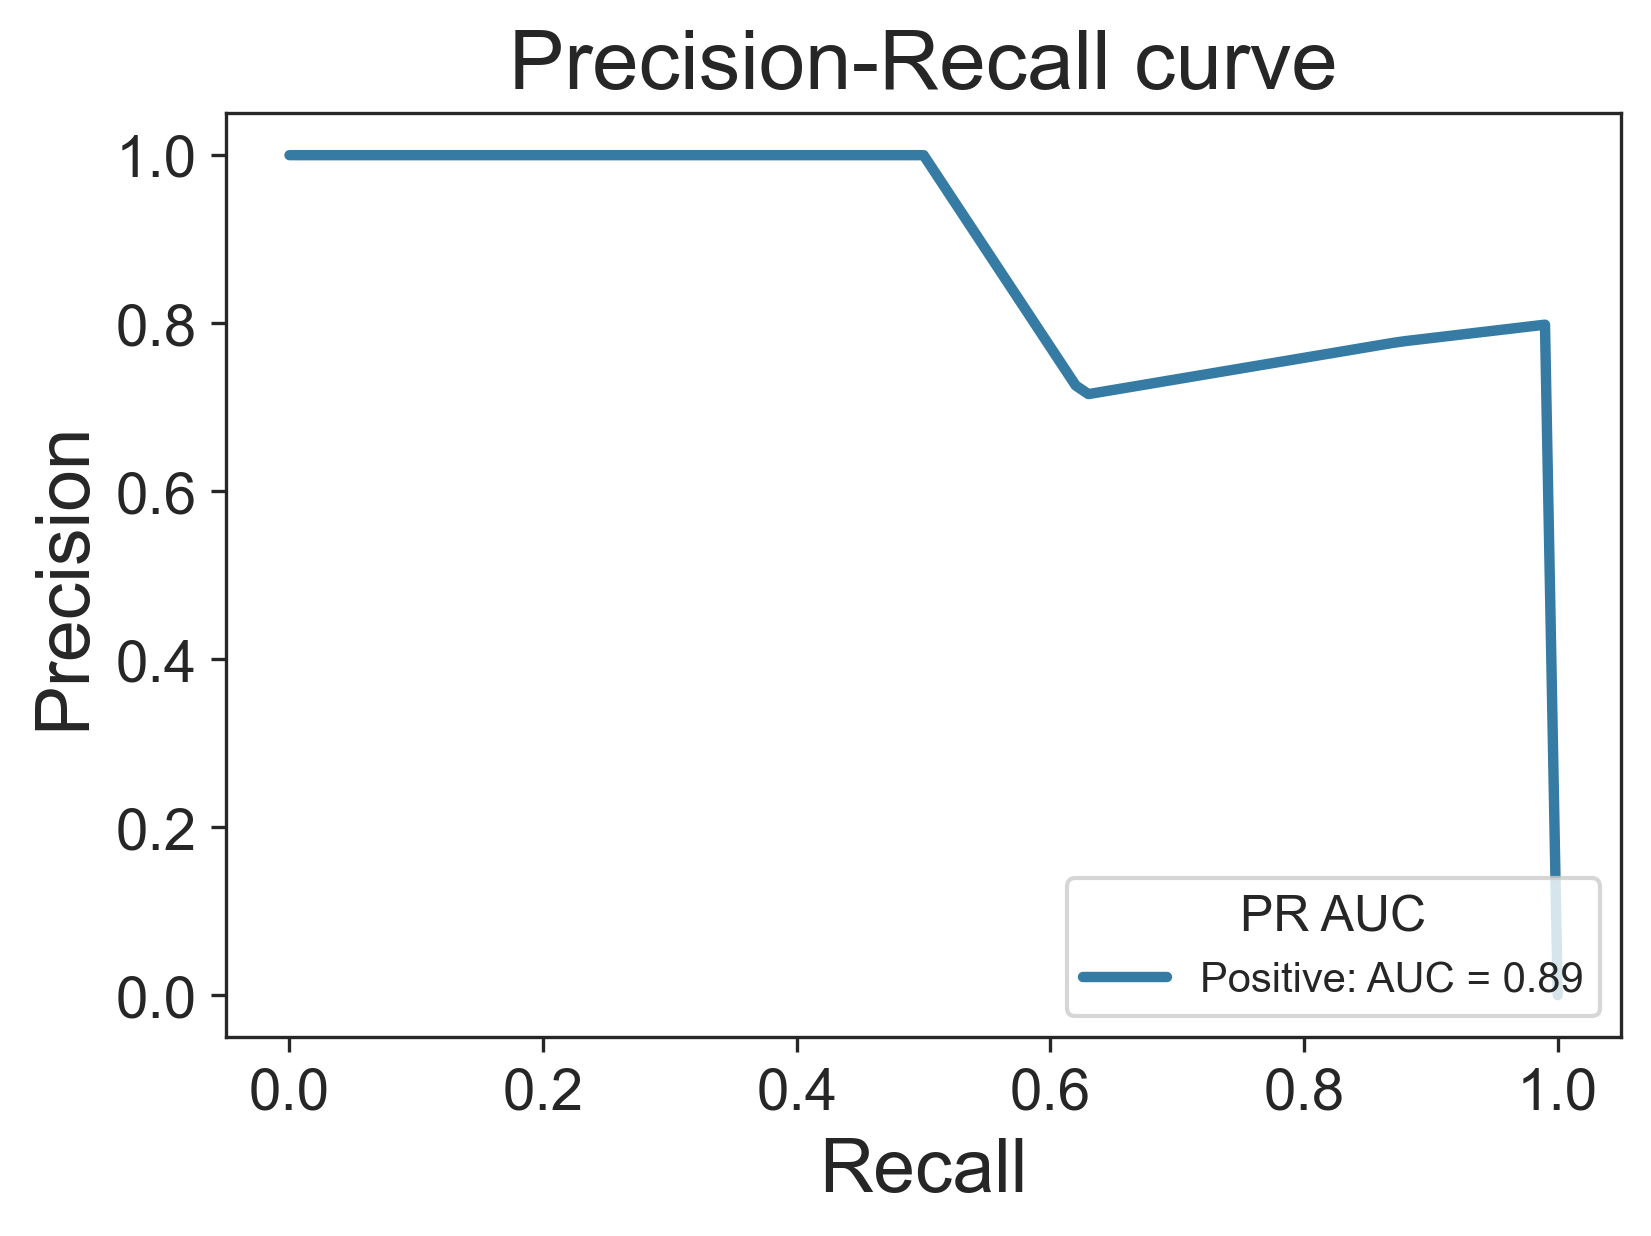 Precision-Recall curve
1.0
0.8
0.6
0.4
0.2
0.0
Precision
PR AUC
Positive: AUC = 0.89
0.0 0.2 0.4 0.6 0.8 1.0
Recall